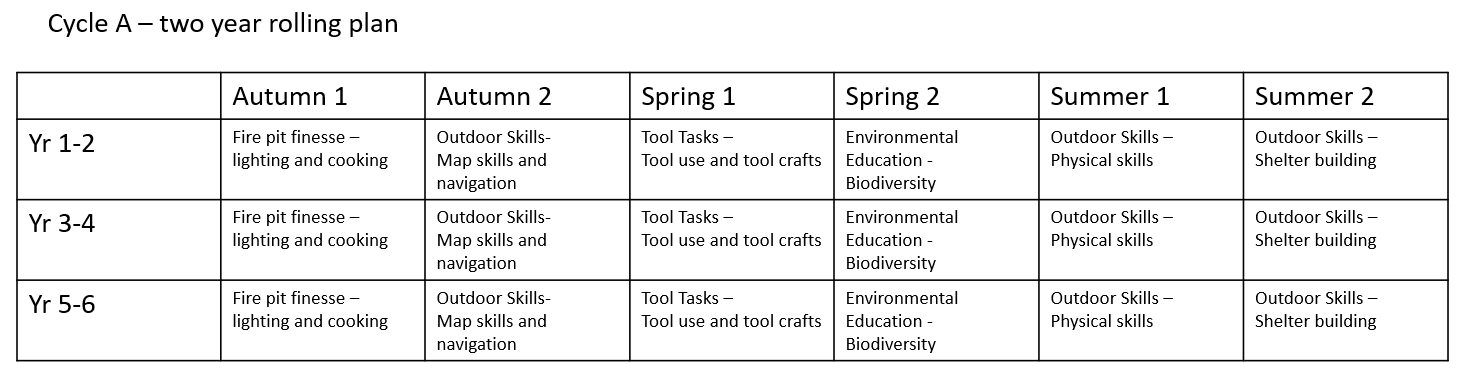 Cycle A – two year rolling plan
Autumn 1
Autumn 2
Spring 1
Spring 2
Summer 1
Summer 2
Yr 1-2
Fire pit finesse –
lighting and cooking
Outdoor Skills-
Map skills and
navigation
Tool Tasks –
Tool use and tool crafts
Environmental
Education -
Biodiversity
Outdoor Skills –
Physical skills
Outdoor Skills –
Shelter building
Yr 3-4
Fire pit finesse –
lighting and cooking
Outdoor Skills-
Map skills and
navigation
Tool Tasks –
Tool use and tool crafts
Environmental
Education -
Biodiversity
Outdoor Skills –
Physical skills
Outdoor Skills –
Shelter building
Yr 5-6
Fire pit finesse –
lighting and cooking
Outdoor Skills-
Map skills and
navigation
Tool Tasks –
Tool use and tool crafts
Environmental
Education -
Biodiversity
Outdoor Skills –
Physical skills
Outdoor Skills –
Shelter building